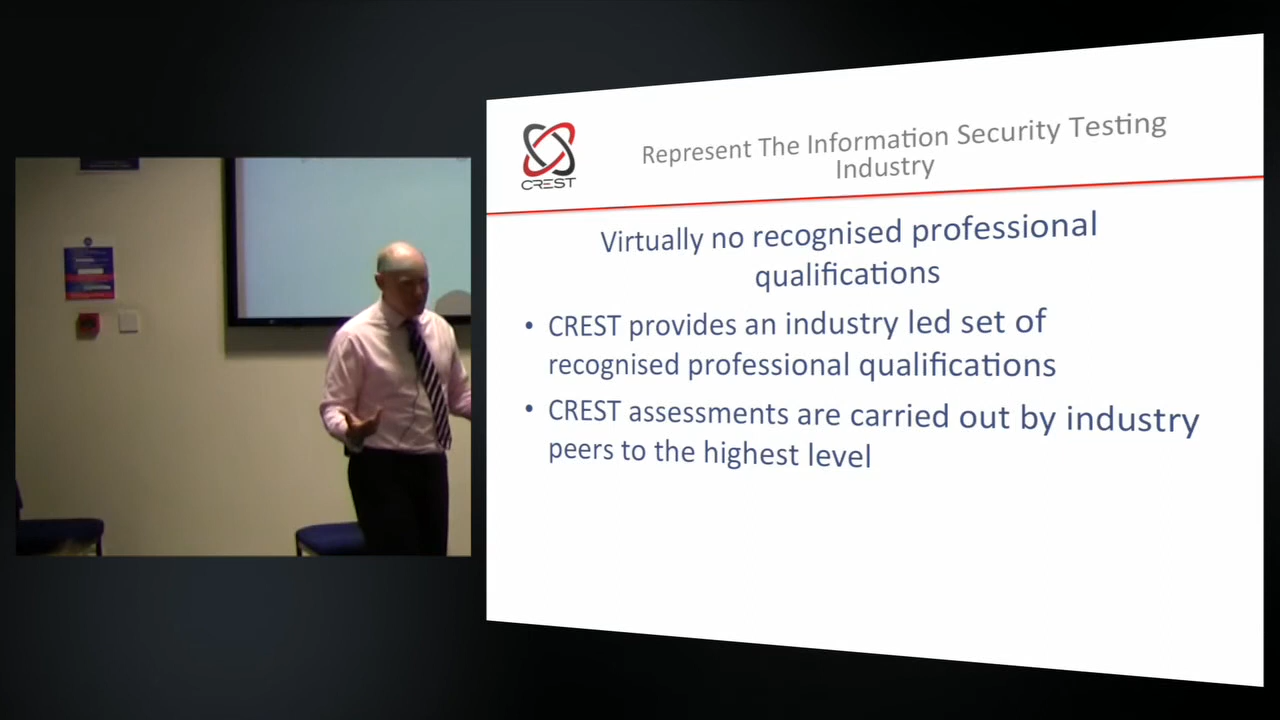 CREST
Represent The Information Security Testing
Industry
Virtually no recognised professional
qualifications
• CREST provides an industry led set of
recognised professional qualifications
• CREST assessments are carried out by industry
peers to the highest level